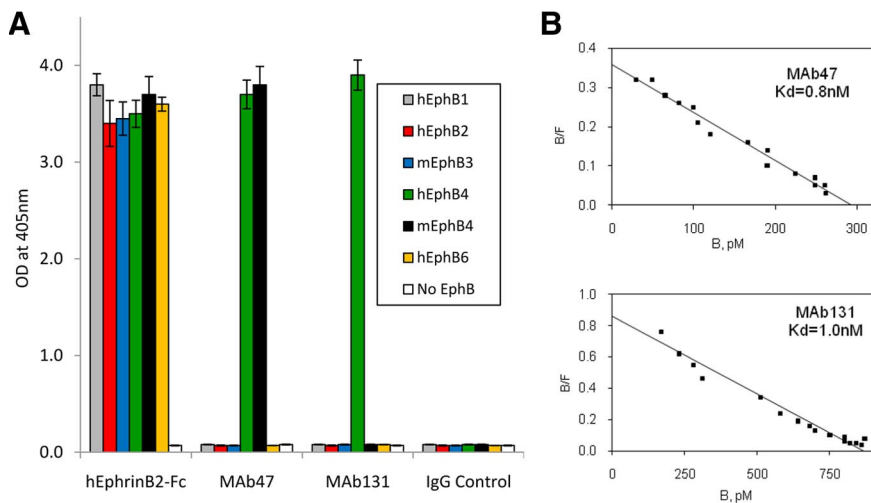 A
OD at 405nm
4.0
3.0
2.0
1.0
0.0
hEphB1
hEphB2
mEphB3
hEphB4
mEphB4
hEphB6
No EphB
hEphrinB2-Fc MAb47 MAb131 IgG Control
B
B/F
0.4
0.3
0.2
0.1
0.0
MAb47
Kd=0.8nM
0 100 200 300
B, pM
B/F
1.0
0.8
0.6
0.4
0.2
0.0
MAb131
Kd=1.0nM
0 250 500 750
B, pM